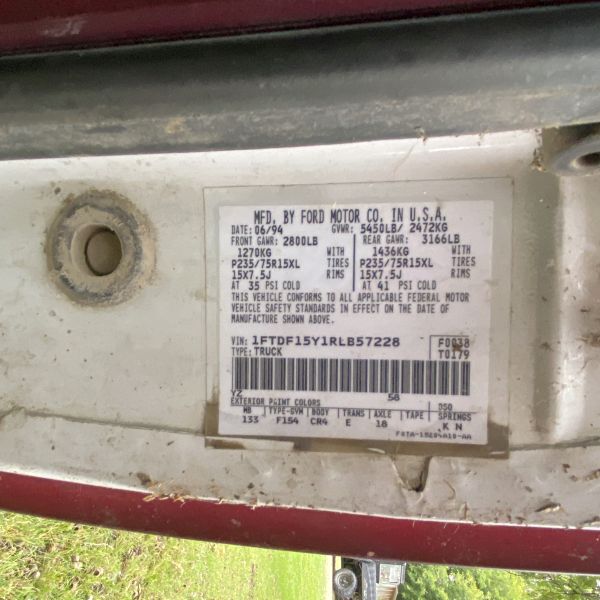 MFD. BY FORD MOTOR CO. IN U.S.A.
DATE: 06/94 GVWR: 5450LB/ 2472KG
FRONT GAWR: 2800LB REAR GAWR: 3166LB
1270KG WITH 1436KG WITH
P235/75R15XL TIRES P235/75R15XL TIRES
15X7.5J RIMS 15X7.5J RIMS
AT 35 PSI COLD AT 41 PSI COLD
THIS VEHICLE CONFORMS TO ALL APPLICABLE FEDERAL MOTOR
VEHICLE SAFETY STANDARDS IN EFFECT ON THE DATE OF
MANUFACTURE SHOWN ABOVE.
VIN: 1FTDF15Y1RLB57228 F0038
TYPE: TRUCK T0179
YZ 58
EXTERIOR PAINT COLORS DSO
WB TYPE-GVW BODY TRANS AXLE TAPE SPRINGS
133 F154 CR4 E 18 K N